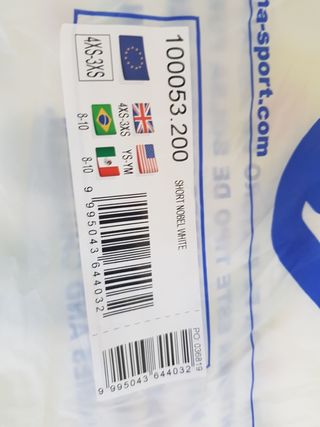 100053.200
SHORT NOBEL WHITE
4XS-3XS
4XS-3XS
YS-YM
8-10
8-10
9 995043 644032
PO: 036819
9 995043 644032
na-sport.com